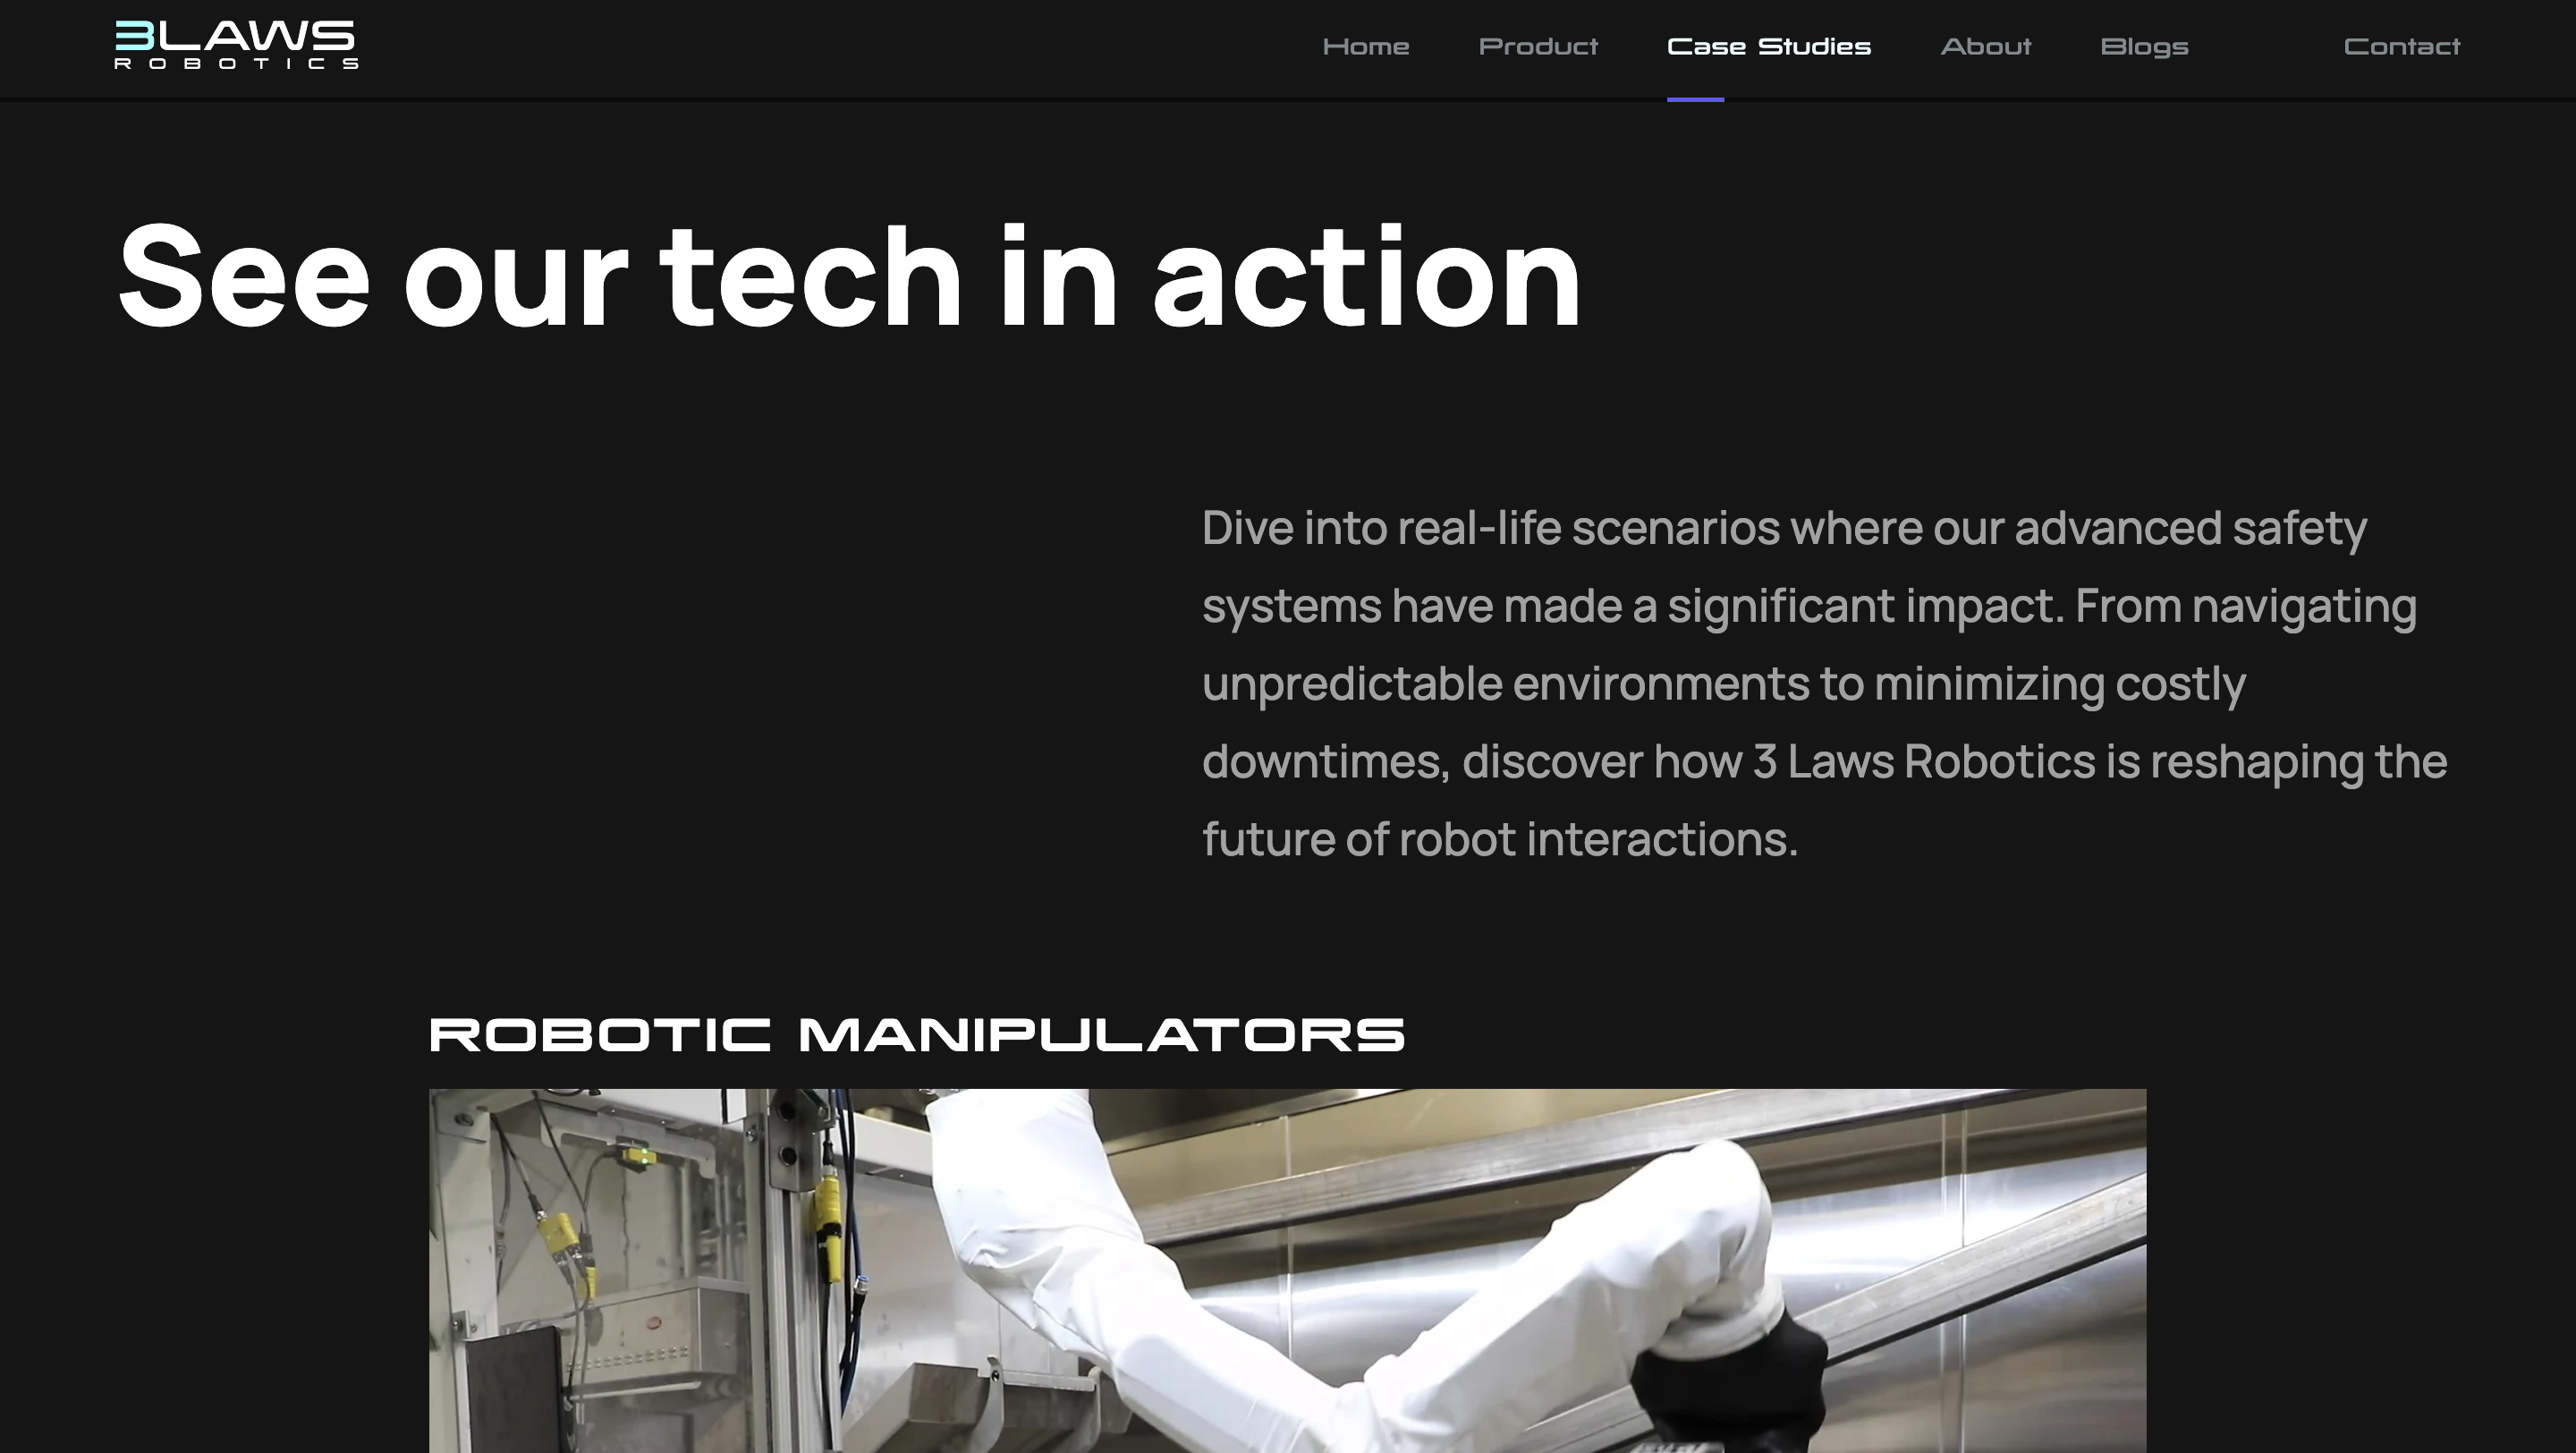 3LAWS
ROBOTICS
Home Product Case Studies About Blogs Contact
See our tech in action
Dive into real-life scenarios where our advanced safety
systems have made a significant impact. From navigating
unpredictable environments to minimizing costly
downtimes, discover how 3 Laws Robotics is reshaping the
future of robot interactions.
ROBOTIC MANIPULATORS